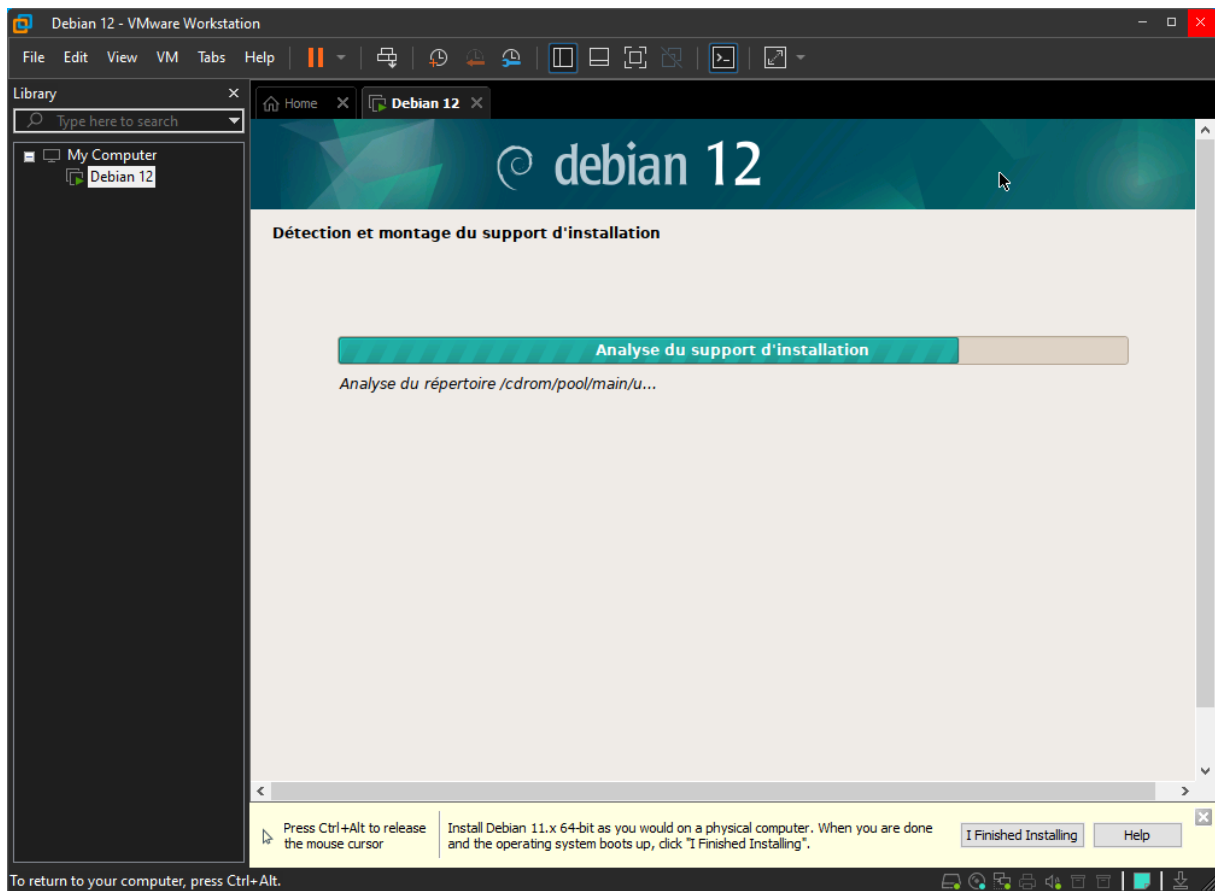 Debian 12 - VMware Workstation
File Edit View VM Tabs Help
Library
Type here to search
My Computer
Debian 12
Home
Debian 12
debian 12
Détection et montage du support d'installation
Analyse du support d'installation
Analyse du répertoire /cdrom/pool/main/u...
Press Ctrl+Alt to release
the mouse cursor
Install Debian 11.x 64-bit as you would on a physical computer. When you are done
and the operating system boots up, click "I Finished Installing".
I Finished Installing
Help
To return to your computer, press Ctrl+Alt.